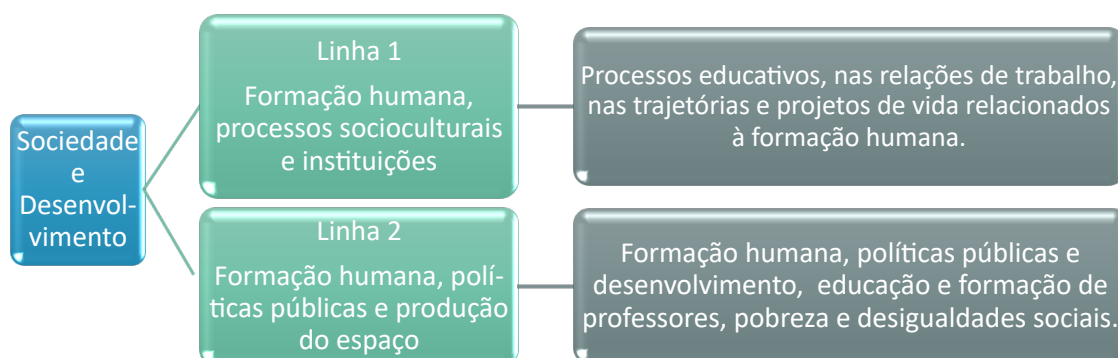 Sociedade
e
Desenvol-
vimento
Linha 1
Formação humana,
processos socioculturais
e instituições
Processos educativos, nas relações de trabalho,
nas trajetórias e projetos de vida relacionados
à formação humana.
Linha 2
Formação humana, polí-
ticas públicas e produção
do espaço
Formação humana, políticas públicas e
desenvolvimento, educação e formação de
professores, pobreza e desigualdades sociais.